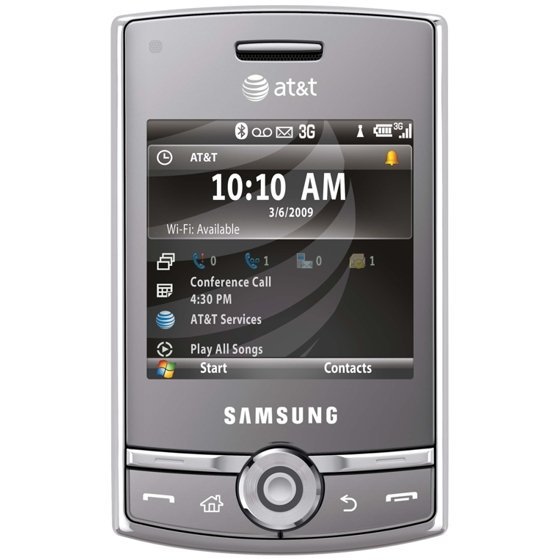 at&t
3G 3G
AT&T
10:10 AM
3/6/2009
Wi-Fi: Available
0 1 0 1
Conference Call
4:30 PM
AT&T Services
Play All Songs
Start Contacts
SAMSUNG